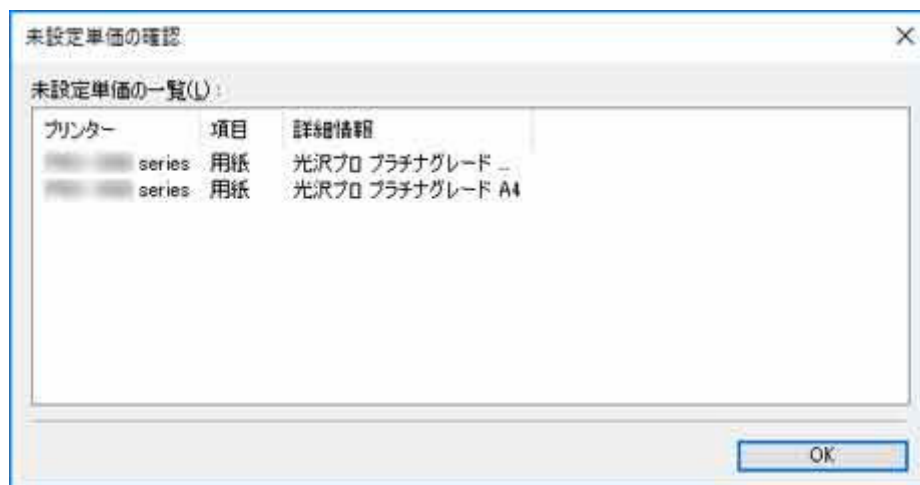 未設定単価の確認
未設定単価の一覧(L):
プリンター 項目 詳細情報
series 用紙 光沢プロ プラチナグレード ...
series 用紙 光沢プロ プラチナグレード A4
OK